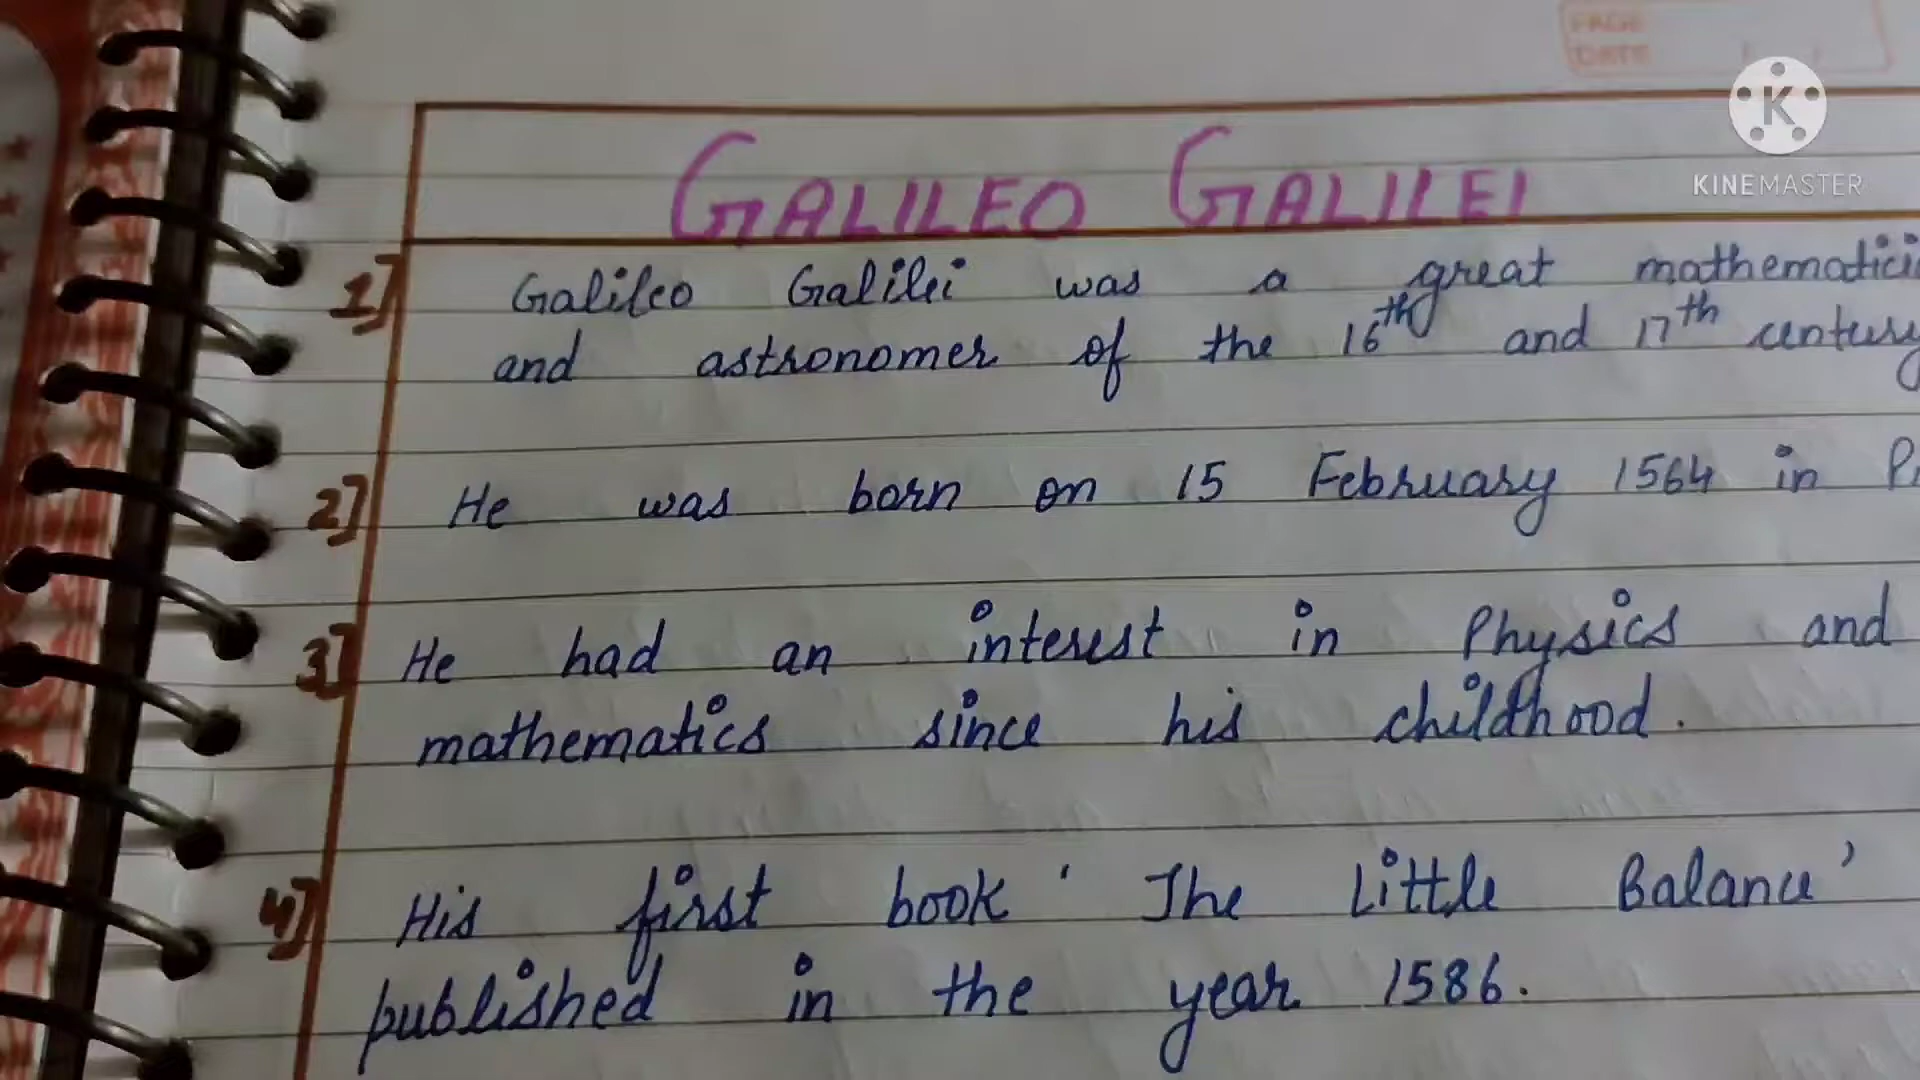 PAGE
DATE
K
KINEMASTER
GALILEO GALILEI
1] Galileo Galilei was a great
and astronomer of the 16th and 17th century
2] He was born on 15 February 1564 in
3] He had an interest in Physics and
mathematics since his childhood.
4] His first book ' The Little Balance'
published in the year 1586.